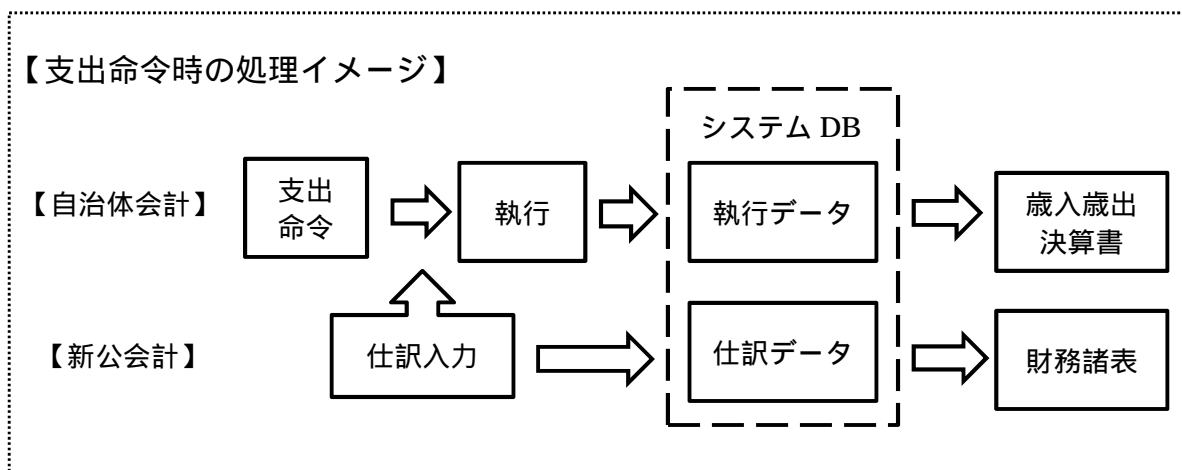 【支出命令時の処理イメージ】
システム DB
【自治体会計】
支出
命令
執行
執行データ
歳入歳出
決算書
【新公会計】
仕訳入力
仕訳データ
財務諸表